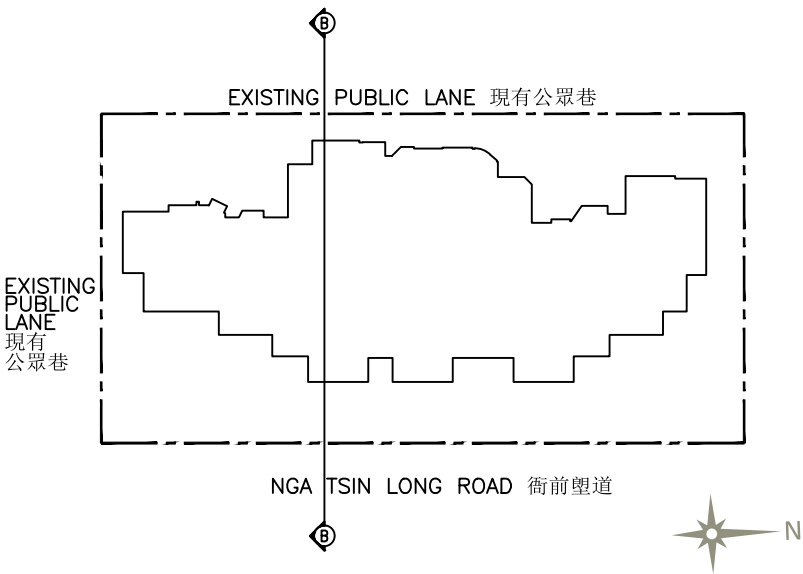 B
EXISTING PUBLIC LANE 現有公眾巷
EXISTING
PUBLIC
LANE
現有
公眾巷
NGA TSIN LONG ROAD 衙前塱道
B
N